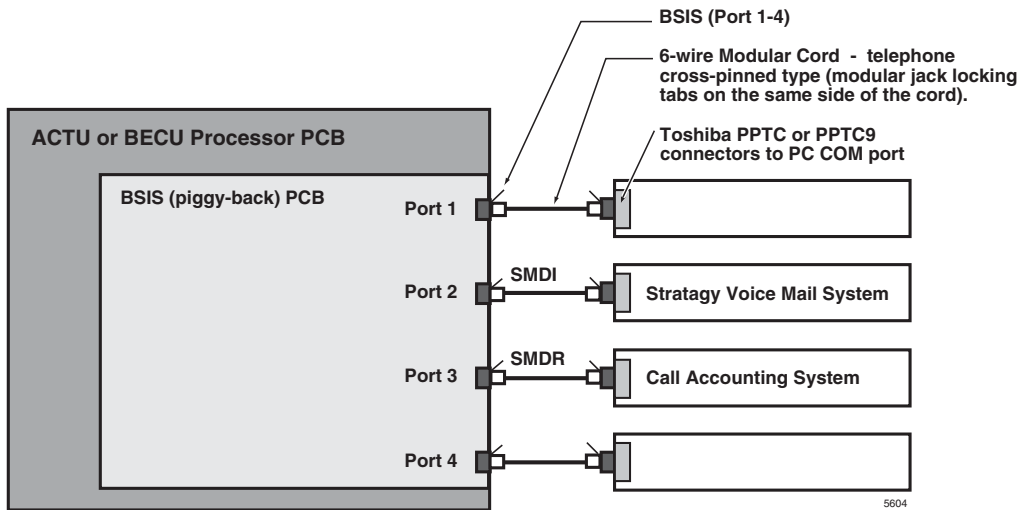 BSIS (Port 1-4)
6-wire Modular Cord - telephone
cross-pinned type (modular jack locking
tabs on the same side of the cord).
Toshiba PPTC or PPTC9
connectors to PC COM port
ACTU or BECU Processor PCB
BSIS (piggy-back) PCB
Port 1
Port 2
SMDI
Stratagy Voice Mail System
Port 3
SMDR
Call Accounting System
Port 4
5604